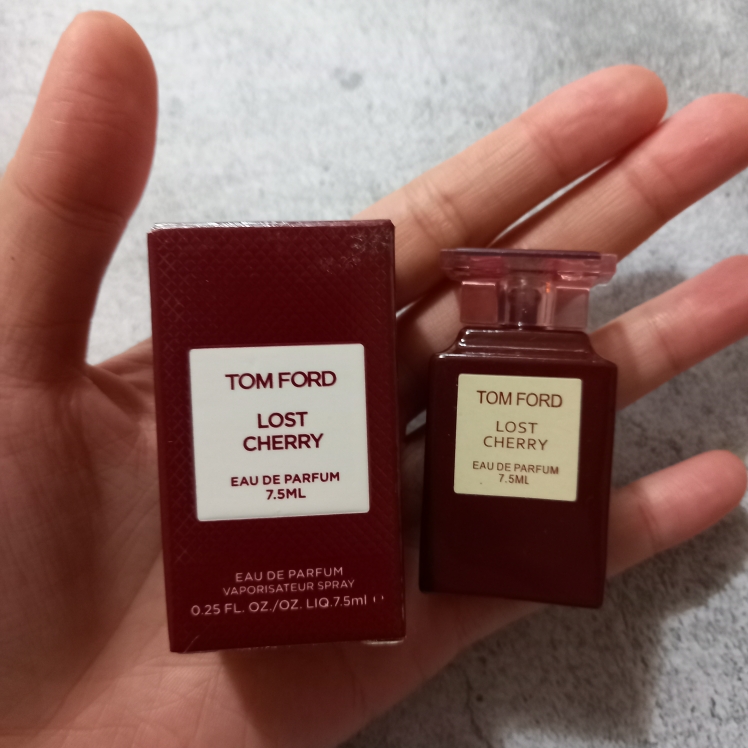 TOM FORD
LOST
CHERRY
EAU DE PARFUM
7.5ML
EAU DE PARFUM
VAPORISATEUR SPRAY
0.25 FL. OZ./OZ. LIQ.7.5ml
TOM FORD
LOST
CHERRY
EAU DE PARFUM
7.5ML